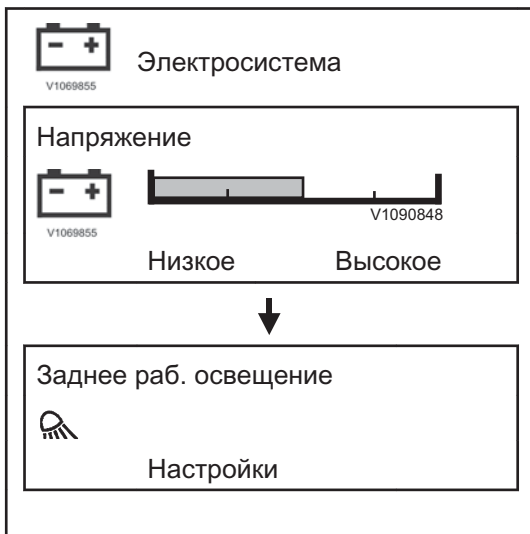 Электросистема
V1069855
Напряжение
V1090848
V1069855
Низкое Высокое
Заднее раб. освещение
Настройки